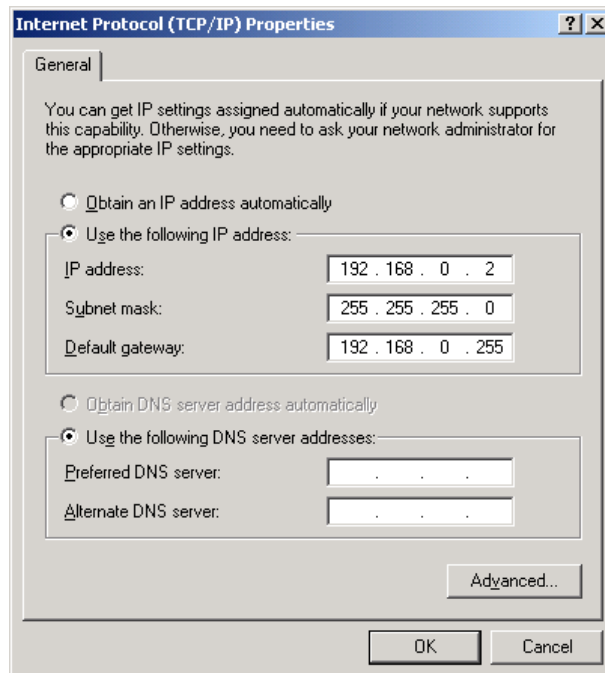 Internet Protocol (TCP/IP) Properties
General
You can get IP settings assigned automatically if your network supports
this capability. Otherwise, you need to ask your network administrator for
the appropriate IP settings.
Obtain an IP address automatically
Use the following IP address:
IP address: 192 . 168 . 0 . 2
Subnet mask: 255 . 255 . 255 . 0
Default gateway: 192 . 168 . 0 . 255
Obtain DNS server address automatically
Use the following DNS server addresses:
Preferred DNS server: . . .
Alternate DNS server: . . .
Advanced...
OK Cancel